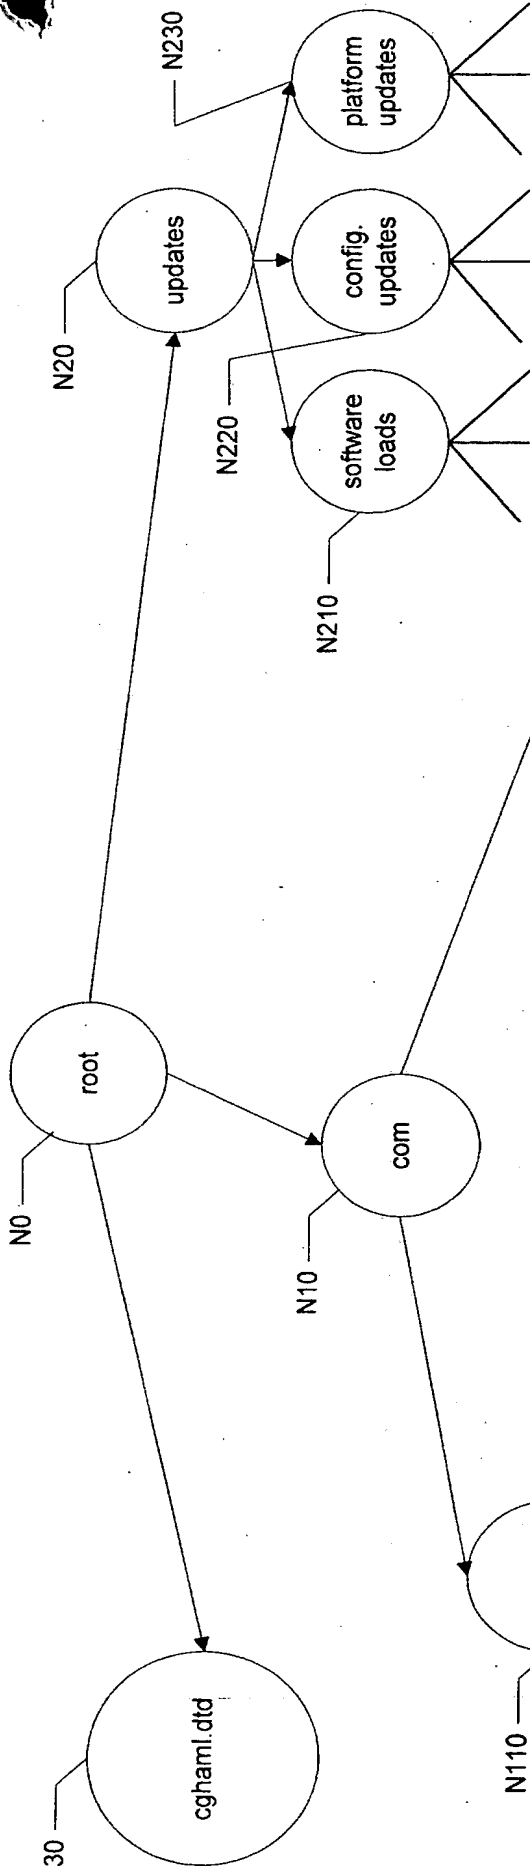 N0
root
30
cghaml.dtd
N20
updates
N10
com
N110
N210
software
loads
N220
config.
updates
N230
platform
updates